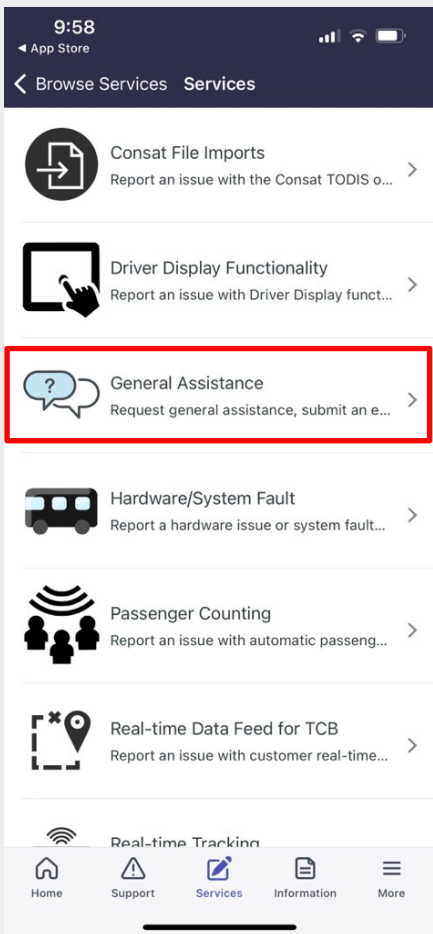 9:58
App Store
Browse Services Services
Consat File Imports
Report an issue with the Consat TODIS o...
Driver Display Functionality
Report an issue with Driver Display funct...
?
General Assistance
Request general assistance, submit an e...
Hardware/System Fault
Report a hardware issue or system fault...
Passenger Counting
Report an issue with automatic passeng...
Real-time Data Feed for TCB
Report an issue with customer real-time...
Real-time Tracking
Home Support Services Information More